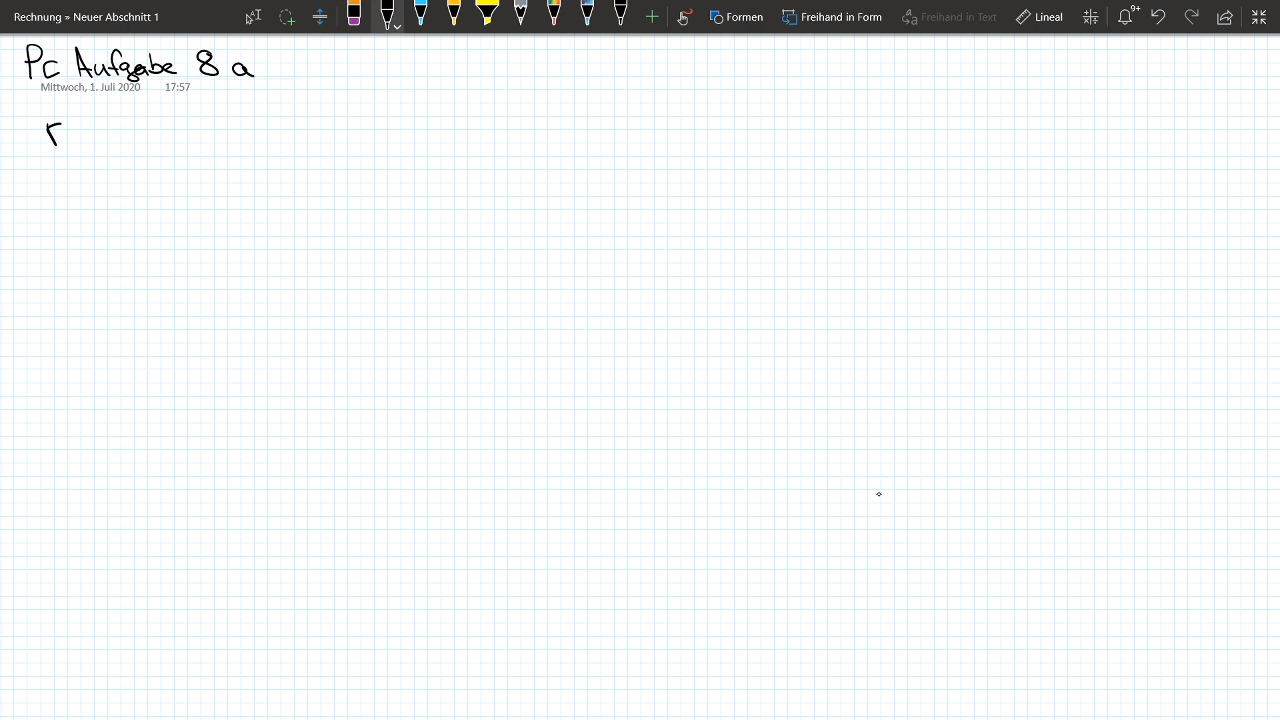 Rechnung » Neuer Abschnitt 1 Formen Freihand in Form Freihand in Text Lineal 9+
Pc Aufgabe 8 a
Mittwoch, 1. Juli 2020 17:57
r